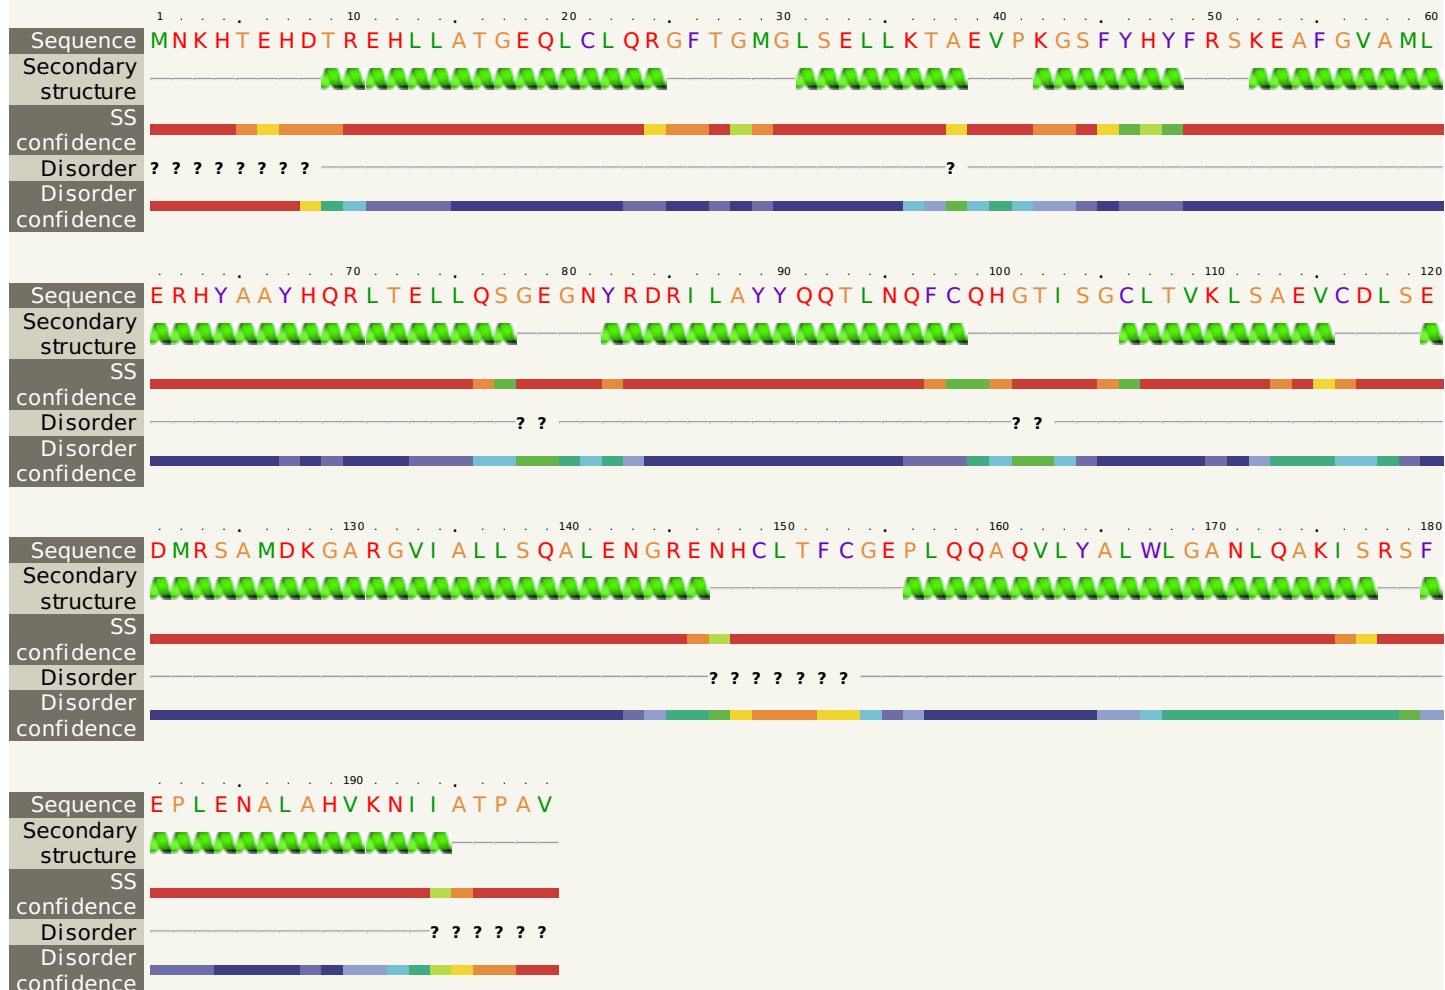 1 10 20 30 40 50 60
Sequence MNKHTEHDTREHLLATGEQLCLQRGFTGMGLSELLKTAEVPKGSFYHYFRSKEAFGVAML
Secondary
structure
SS
confidence
Disorder ? ? ? ? ? ? ? ? ?
Disorder
confidence
70 80 90 100 110 120
Sequence ERHYAAYHQRLTELLQSGEGNYRDRILAYYQQTLNQFCQHGTISGCLTVKLSAEVCDLSE
Secondary
structure
SS
confidence
Disorder ? ? ? ?
Disorder
confidence
130 140 150 160 170 180
Sequence DMRSAMDKGARGVIALLSQALENGRENHCLTFCGEPLQQAQVLYALWLGANLQAKISRSF
Secondary
structure
SS
confidence
Disorder ? ? ? ? ? ? ?
Disorder
confidence
190
Sequence EPLENALAHVKNIIATPAV
Secondary
structure
SS
confidence
Disorder ? ? ? ? ? ?
Disorder
confidence